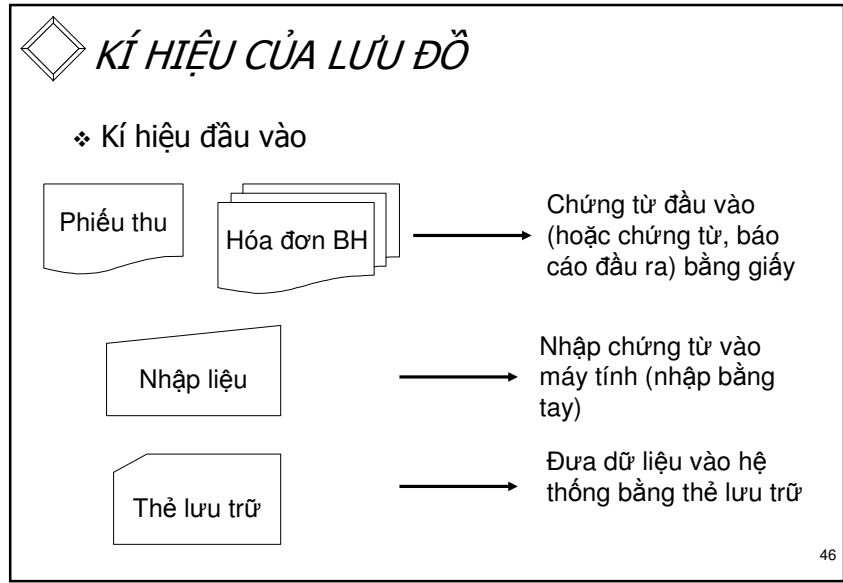 KÍ HIỆU CỦA LƯU ĐỒ
❖ Kí hiệu đầu vào
Phiếu thu
Hóa đơn BH
Chứng từ đầu vào
(hoặc chứng từ, báo
cáo đầu ra) bằng giấy
Nhập liệu
Nhập chứng từ vào
máy tính (nhập bằng
tay)
Thẻ lưu trữ
Đưa dữ liệu vào hệ
thống bằng thẻ lưu trữ
46